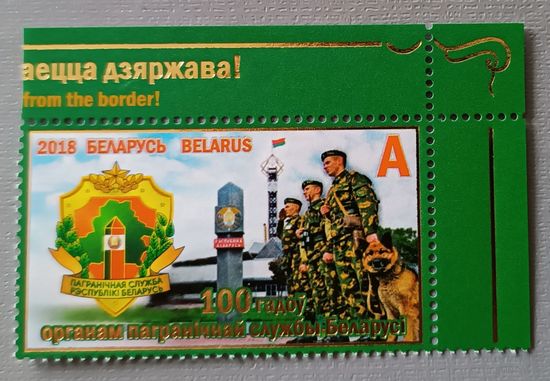 аецца дзяржава!
from the border!
2018 БЕЛАРУСЬ BELARUS A
ПАГРАНІЧНАЯ СЛУЖБА
РЭСПУБЛІКІ БЕЛАРУСЬ
РЭСПУБЛІКА
БЕЛАРУСЬ
100 гадоў
органам пагранічнай службы Беларусі